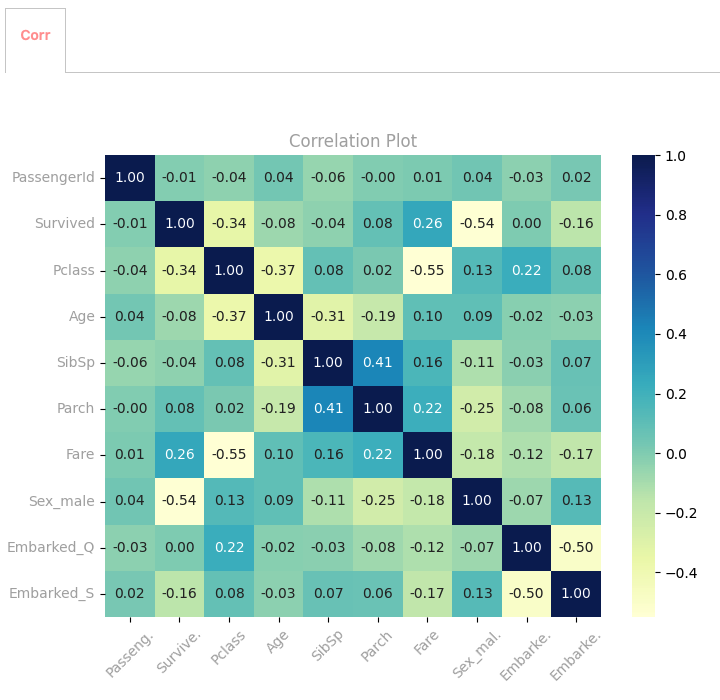 Corr
Correlation Plot
PassengerId 1.00 -0.01 -0.04 0.04 -0.06 -0.00 0.01 0.04 -0.03 0.02
Survived -0.01 1.00 -0.34 -0.08 -0.04 0.08 0.26 -0.54 0.00 -0.16
Pclass -0.04 -0.34 1.00 -0.37 0.08 0.02 -0.55 0.13 0.22 0.08
Age 0.04 -0.08 -0.37 1.00 -0.31 -0.19 0.10 0.09 -0.02 -0.03
SibSp -0.06 -0.04 0.08 -0.31 1.00 0.41 0.16 -0.11 -0.03 0.07
Parch -0.00 0.08 0.02 -0.19 0.41 1.00 0.22 -0.25 -0.08 0.06
Fare 0.01 0.26 -0.55 0.10 0.16 0.22 1.00 -0.18 -0.12 -0.17
Sex_male 0.04 -0.54 0.13 0.09 -0.11 -0.25 -0.18 1.00 -0.07 0.13
Embarked_Q -0.03 0.00 0.22 -0.02 -0.03 -0.08 -0.12 -0.07 1.00 -0.50
Embarked_S 0.02 -0.16 0.08 -0.03 0.07 0.06 -0.17 0.13 -0.50 1.00
Passeng. Survive. Pclass Age SibSp Parch Fare Sex_mal. Embarke. Embarke.
1.0
0.8
0.6
0.4
0.2
0.0
−0.2
−0.4